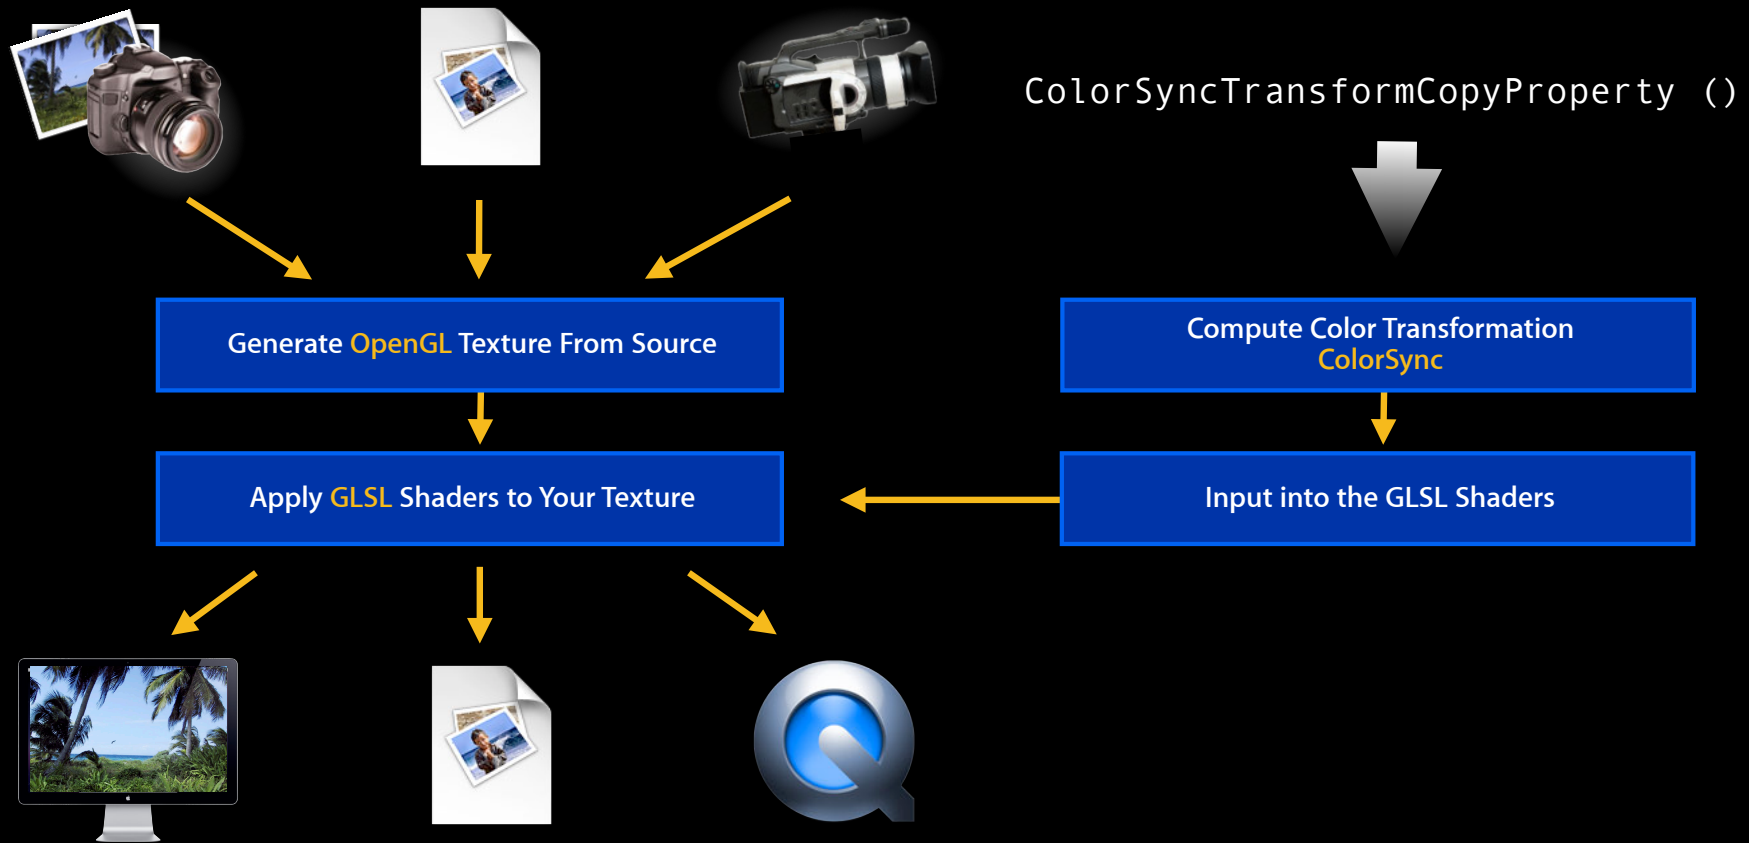 ColorSyncTransformCopyProperty ()
Generate OpenGL Texture From Source
Compute Color Transformation
ColorSync
Apply GLSL Shaders to Your Texture
Input into the GLSL Shaders